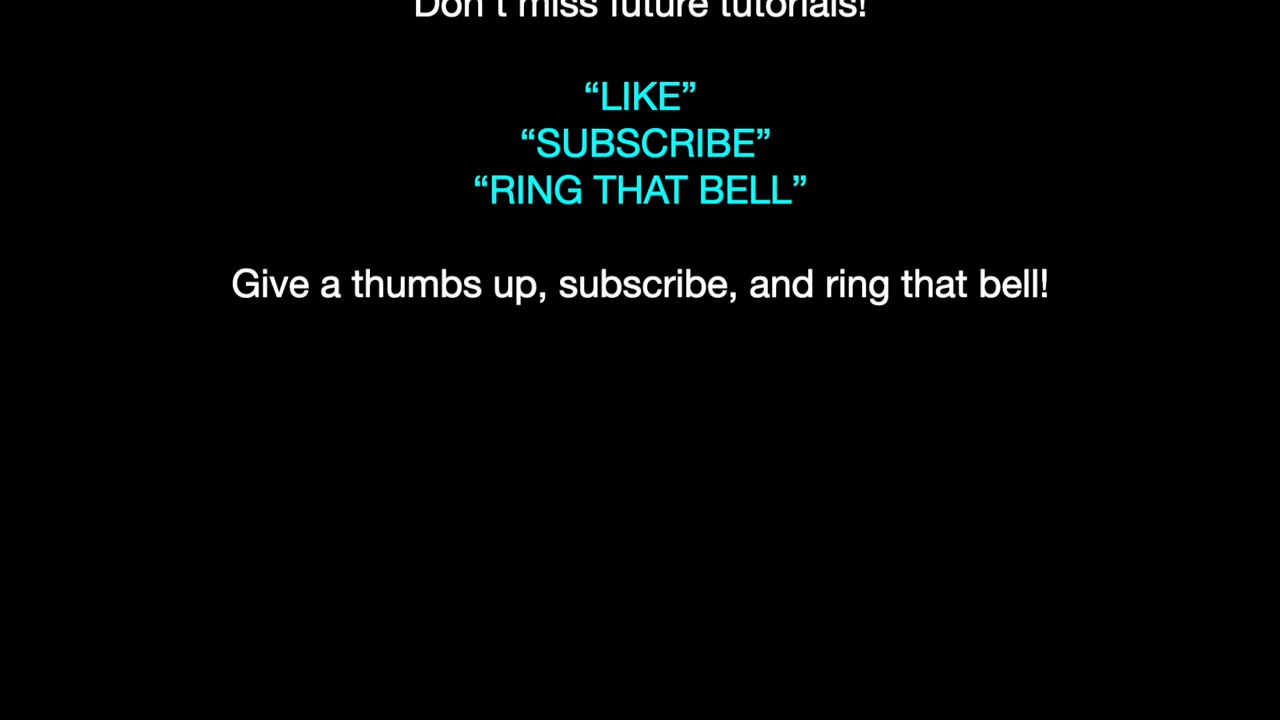 Don't miss future tutorials!
“LIKE”
“SUBSCRIBE”
“RING THAT BELL”
Give a thumbs up, subscribe, and ring that bell!